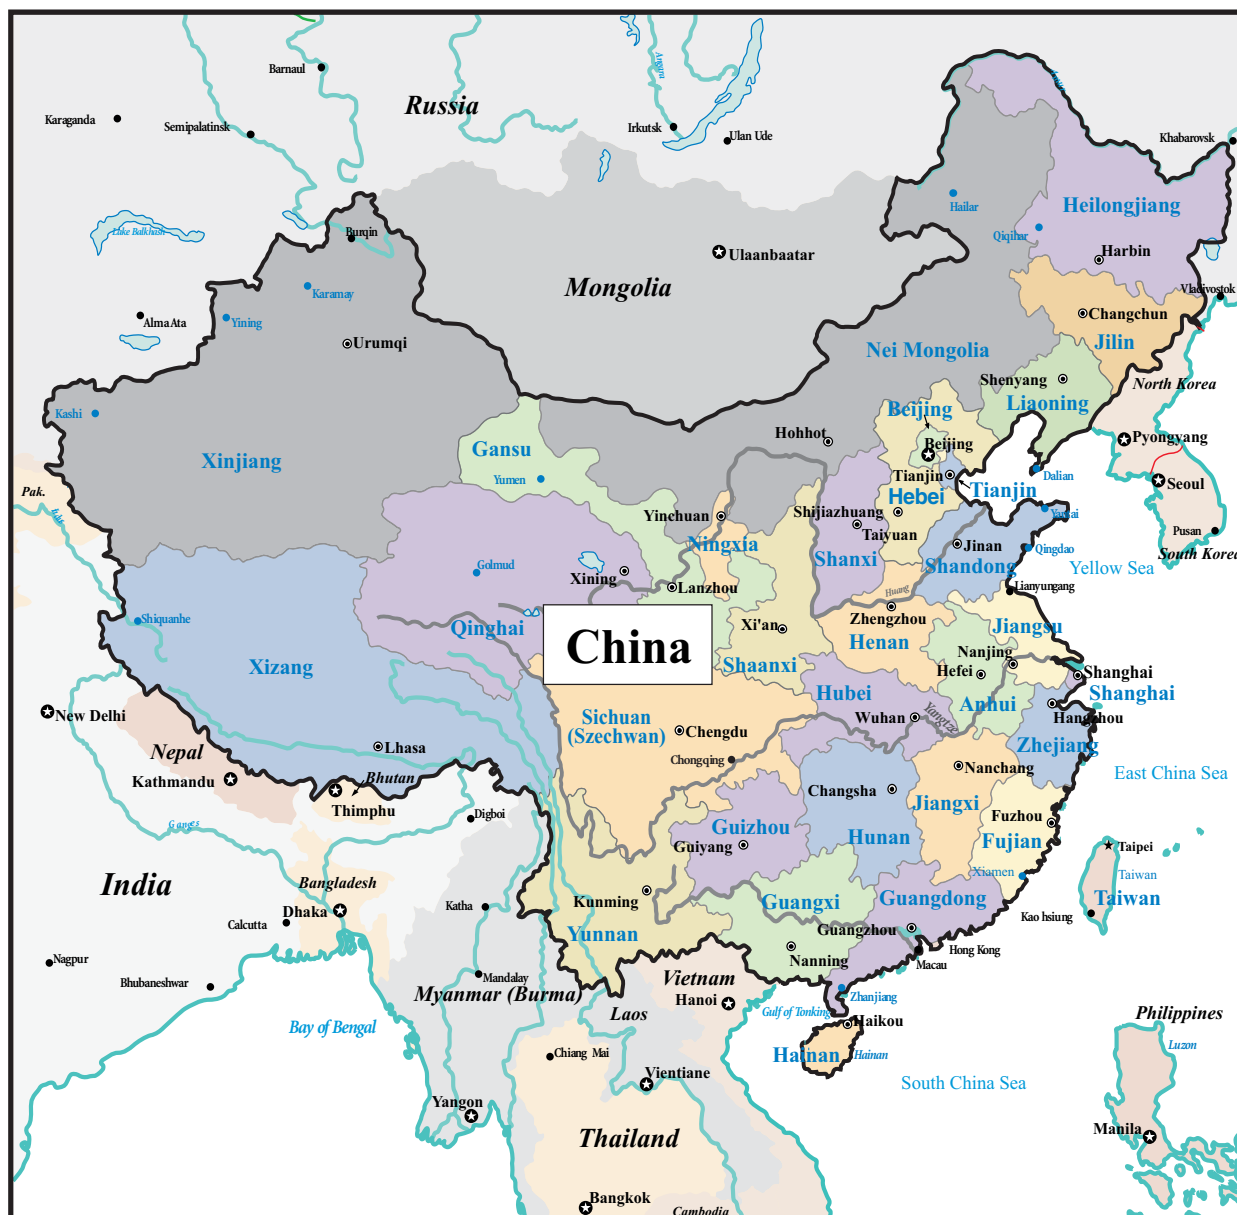 Russia
Barnaul
Karaganda
Semipalatinsk
Irkutsk
Angara
Ulan Ude
Khabarovsk
Hailar
Heilongjiang
Qiqihar
Lake Balkhash
Burqin
Ulaanbaatar
Harbin
Mongolia
Karamay
Vladivostok
Alma Ata
Yining
Changchun
Urumqi
Jilin
Nei Mongolia
Shenyang
North Korea
Liaoning
Kashi
Beijing
Hohhot
Beijing
Pyongyang
Xinjiang
Gansu
Yumen
Tianjin
Tianjin
Dalian
Seoul
Pak.
Hebei
Yinchuan
Shijiazhuang
Taiyuan
Pusan
Ningxia
Shanxi
Jinan
Qingdao
South Korea
Shandong
Yellow Sea
Golmud
Xining
Lanzhou
Huang
Lianyungang
Shiquanhe
Zhengzhou
Qinghai
China
Xi'an
Henan
Jiangsu
Nanjing
Xizang
Shaanxi
Hefei
Shanghai
Hubei
Shanghai
Anhui
New Delhi
Sichuan
(Szechwan)
Wuhan
Yangtze
Hangzhou
Chengdu
Nepal
Lhasa
Chongqing
Zhejiang
Kathmandu
Bhutan
Nanchang
East China Sea
Thimphu
Changsha
Jiangxi
Digboi
Ganges
Guizhou
Hunan
Fuzhou
Guiyang
Fujian
Taipei
India
Bangladesh
Xiamen
Taiwan
Dhaka
Katha
Kunming
Guangxi
Guangdong
Taiwan
Calcutta
Yunnan
Guangzhou
Kao hsiung
Nagpur
Nanning
Hong Kong
Macau
Bhubaneswar
Mandalay
Vietnam
Myanmar (Burma)
Hanoi
Zhanjiang
Laos
Gulf of Tonking
Philippines
Bay of Bengal
Haikou
Chiang Mai
Hainan
Hainan
Luzon
Vientiane
South China Sea
Yangon
Thailand
Manila
Bangkok
Cambodia